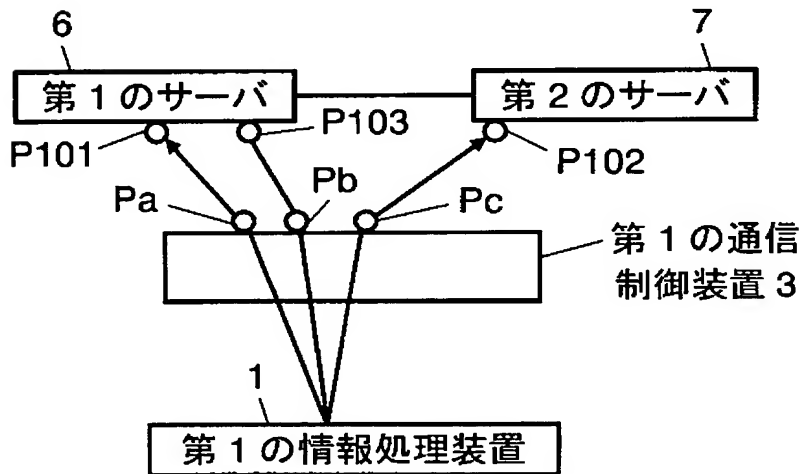 6
7
第1のサーバ
第2のサーバ
P101
P103
P102
Pa
Pb
Pc
第1の通信
制御装置3
1
第1の情報処理装置